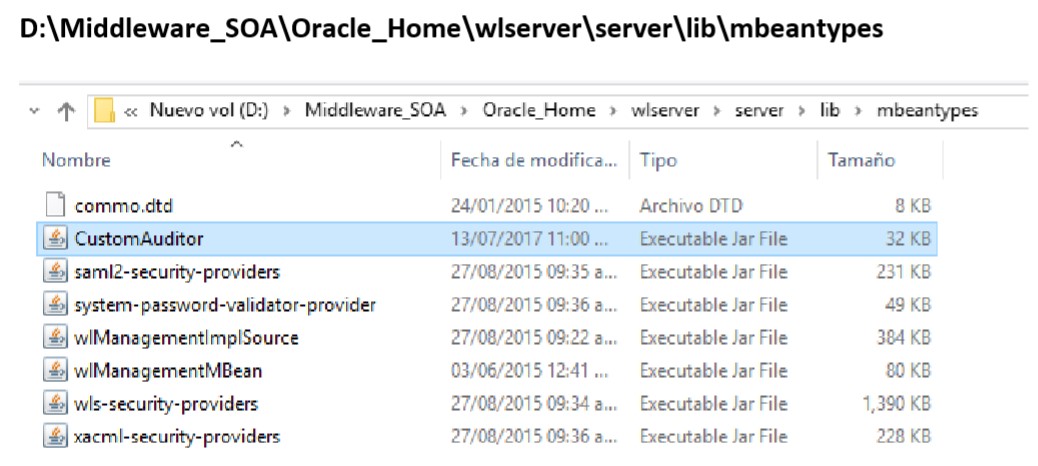 D:\Middleware_SOA\Oracle_Home\wlserver\server\lib\mbeantypes
« Nuevo vol (D:) > Middleware_SOA > Oracle_Home > wlserver > server > lib > mbeantypes
Nombre Fecha de modifica... Tipo Tamaño
commo.dtd 24/01/2015 10:20 ... Archivo DTD 8 KB
CustomAuditor 13/07/2017 11:00 ... Executable Jar File 32 KB
saml2-security-providers 27/08/2015 09:35 a... Executable Jar File 231 KB
system-password-validator-provider 27/08/2015 09:36 a... Executable Jar File 49 KB
wlManagementImplSource 27/08/2015 09:22 a... Executable Jar File 384 KB
wlManagementMBean 03/06/2015 12:41 ... Executable Jar File 80 KB
wls-security-providers 27/08/2015 09:34 a... Executable Jar File 1,390 KB
xacml-security-providers 27/08/2015 09:36 a... Executable Jar File 228 KB